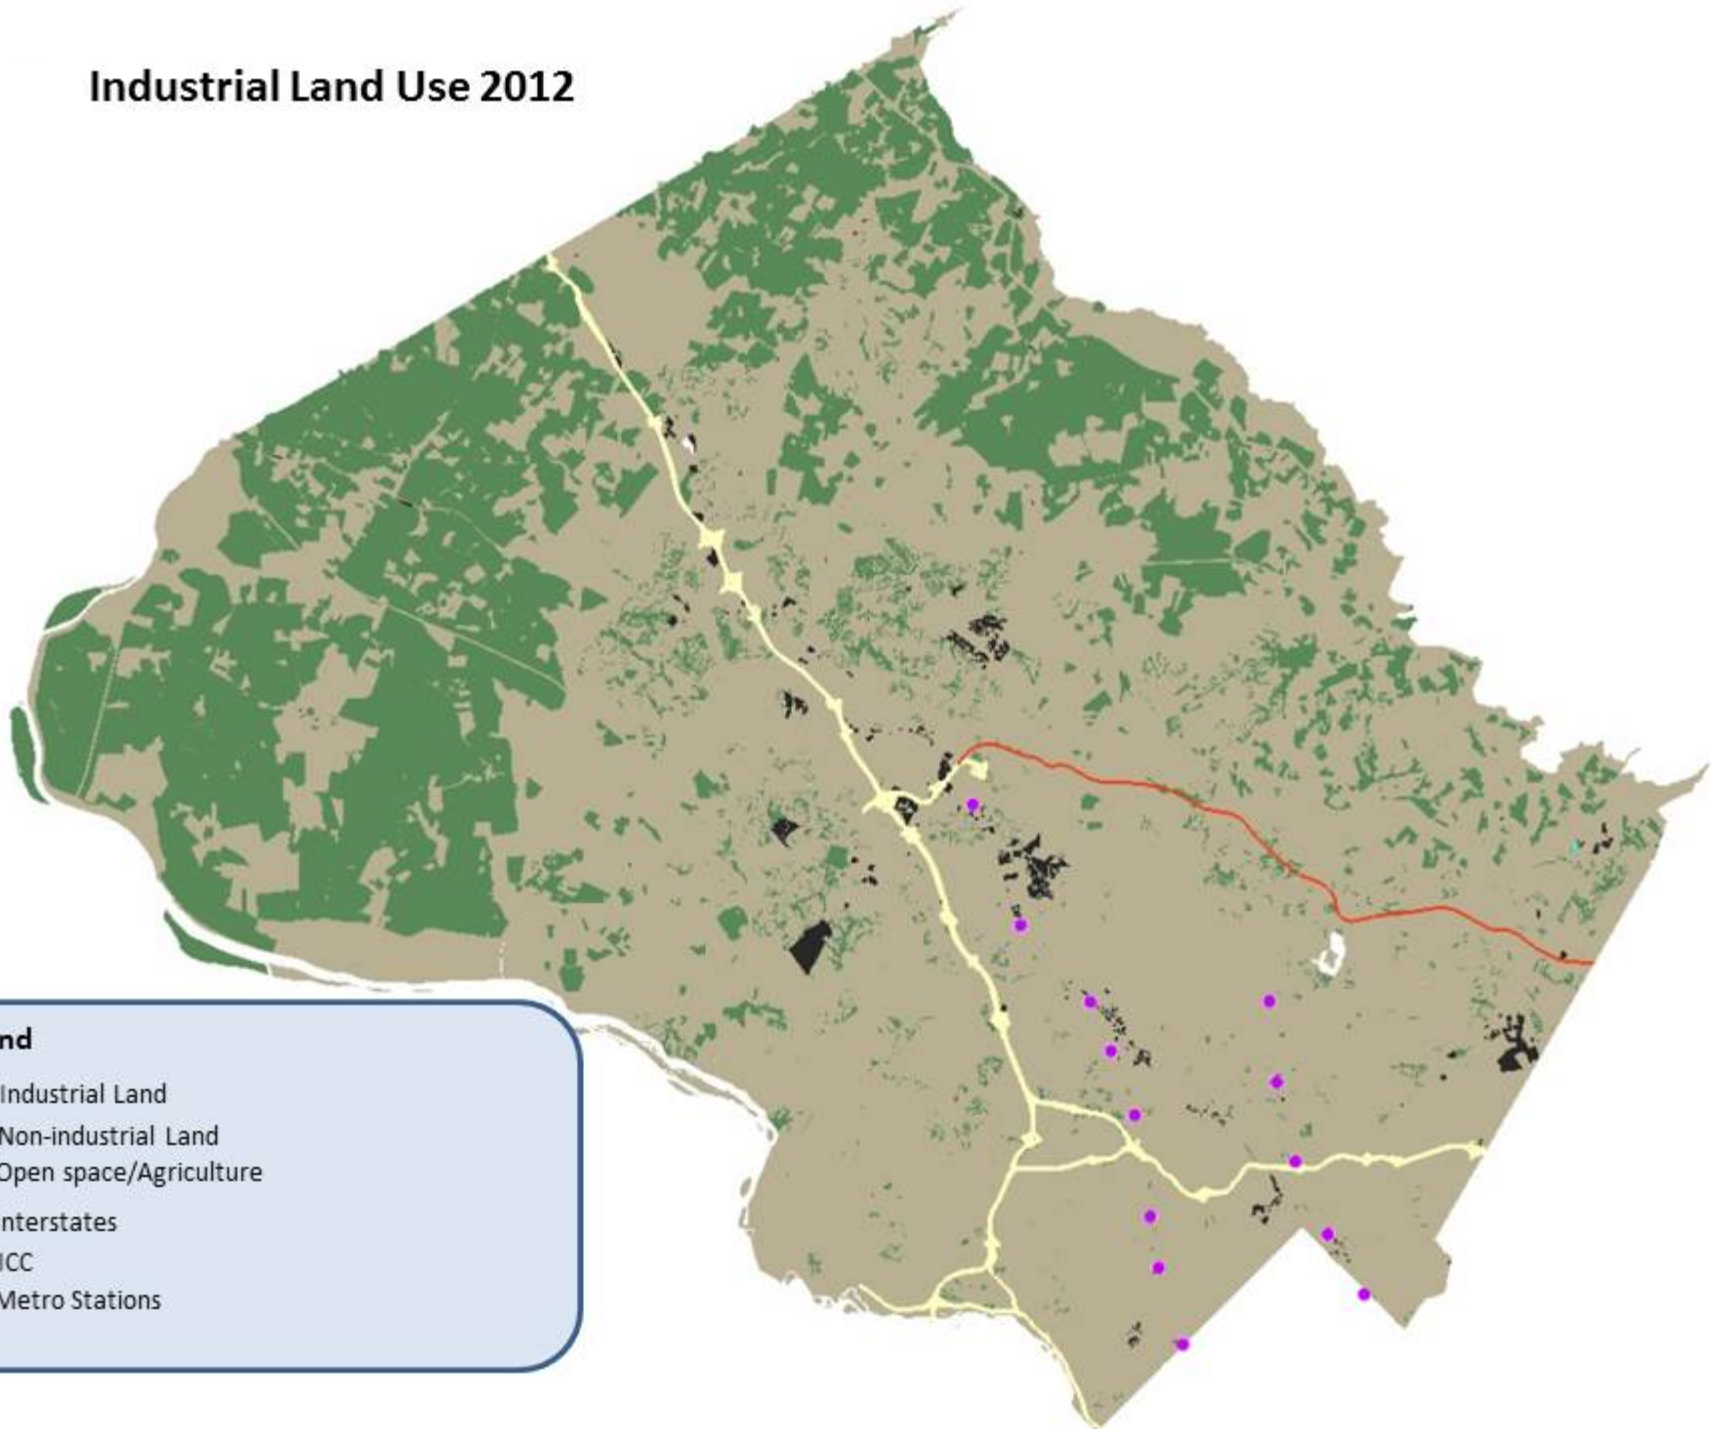 Industrial Land Use 2012
nd
Industrial Land
Non-industrial Land
Open space/Agriculture
nterstates
ICC
Metro Stations